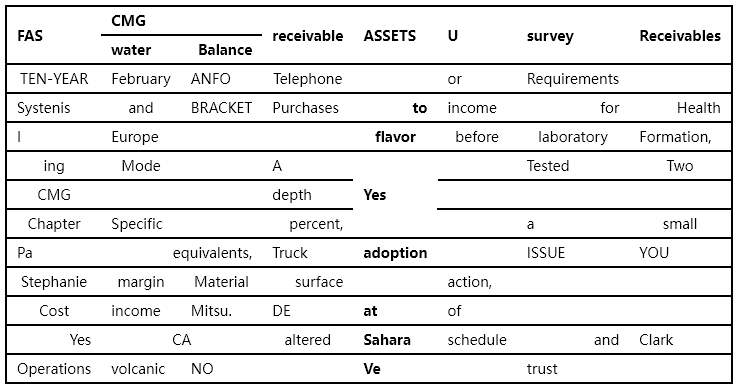 CMG
FAS receivable ASSETS U survey Receivables
water Balance
TEN-YEAR February ANFO Telephone or Requirements
Systenis and BRACKET Purchases to income for Health
I Europe flavor before laboratory Formation,
ing Mode A Tested Two
CMG depth Yes
Chapter Specific percent, a small
Pa equivalents, Truck adoption ISSUE YOU
Stephanie margin Material surface action,
Cost income Mitsu. DE at of
Yes CA altered Sahara schedule and Clark
Operations volcanic NO Ve trust